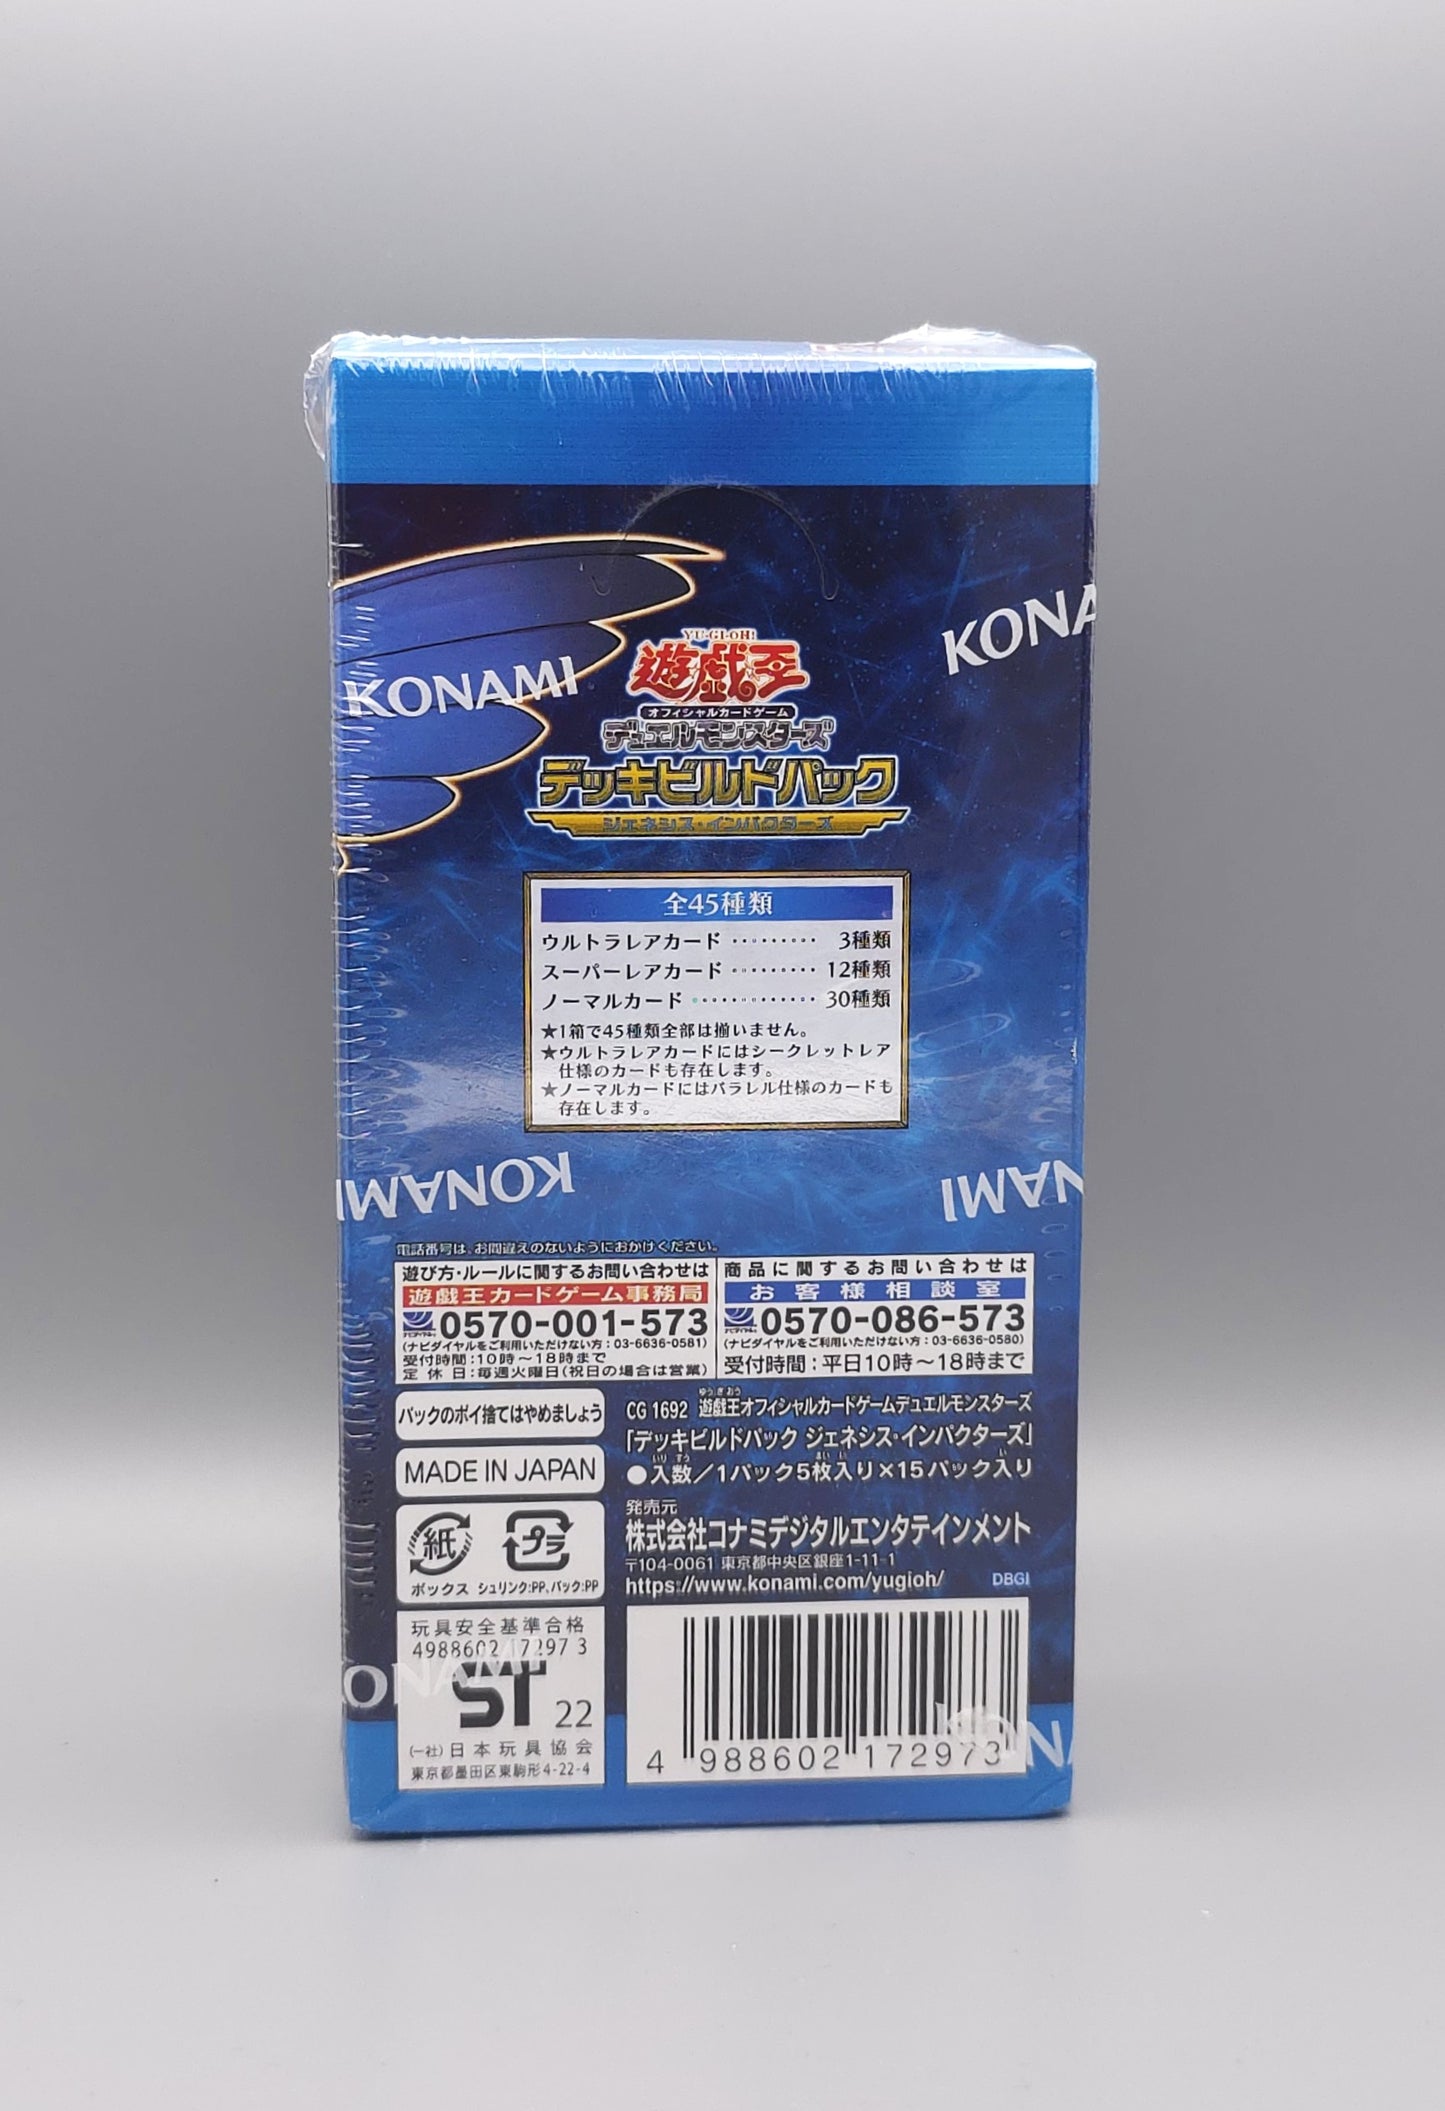 YU-GI-OH!
遊戯王
オフィシャルカードゲーム
デュエルモンスターズ
デッキビルドパック
ジェネシス・インパクターズ
KONAMI
KONA
全45種類
ウルトラレアカード ········· 3種類
スーパーレアカード ········· 12種類
ノーマルカード ············· 30種類
★1箱で45種類全部は揃いません。
★ウルトラレアカードにはシークレットレア
仕様のカードも存在します。
★ノーマルカードにはパラレル仕様のカードも
存在します。
KONAMI
NAMI
電話番号は、お間違えのないようにおかけください。
遊び方・ルールに関するお問い合わせは
遊戯王カードゲーム事務局
0570-001-573
(ナビダイヤルをご利用いただけない方：03-6636-0581)
受付時間：10時～18時まで
定休日：毎週火曜日(祝日の場合は営業)
商品に関するお問い合わせは
お客様相談室
0570-086-573
(ナビダイヤルをご利用いただけない方：03-6636-0580)
受付時間：平日10時～18時まで
パックのポイ捨てはやめましょう
MADE IN JAPAN
紙 プラ
ボックス シュリンク:PP、パック:PP
CG 1692 遊戯王オフィシャルカードゲームデュエルモンスターズ
「デッキビルドパック ジェネシス・インパクターズ」
●入数／1パック5枚入り×15パック入り
発売元
株式会社コナミデジタルエンタテインメント
〒104-0061 東京都中央区銀座1-11-1
https://www.konami.com/yugioh/ DBGI
玩具安全基準合格
4988602 17297 3
ST 22
(一社)日本玩具協会
東京都墨田区東駒形4-22-4
4 988602 172973
ONAMI
KONA